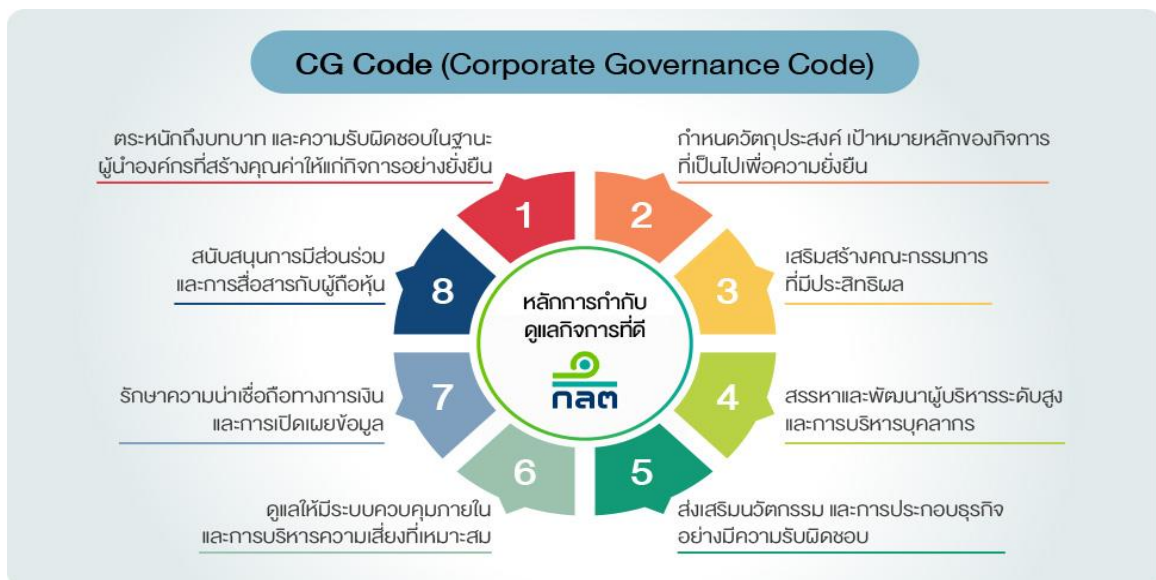 CG Code (Corporate Governance Code)
ตระหนักถึงบทบาท และความรับผิดชอบในฐานะ
ผู้นำองค์กรที่สร้างคุณค่าให้แก่กิจการอย่างยั่งยืน
1
กำหนดวัตถุประสงค์ เป้าหมายหลักของกิจการ
ที่เป็นไปเพื่อความยั่งยืน
2
เสริมสร้างคณะกรรมการ
ที่มีประสิทธิผล
3
สรรหาและพัฒนาผู้บริหารระดับสูง
และการบริหารบุคลากร
4
ส่งเสริมนวัตกรรม และการประกอบธุรกิจ
อย่างมีความรับผิดชอบ
5
ดูแลให้มีระบบควบคุมภายใน
และการบริหารความเสี่ยงที่เหมาะสม
6
รักษาความน่าเชื่อถือทางการเงิน
และการเปิดเผยข้อมูล
7
สนับสนุนการมีส่วนร่วม
และการสื่อสารกับผู้ถือหุ้น
8
หลักการกำกับ
ดูแลกิจการที่ดี
กลต